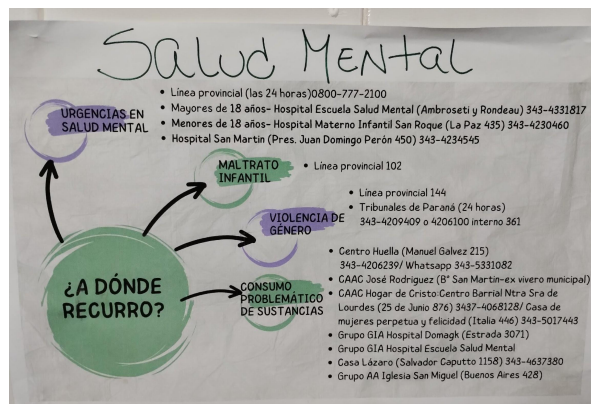 Salud Mental
URGENCIAS EN
SALUD MENTAL
• Línea provincial (las 24 horas)0800-777-2100
• Mayores de 18 años- Hospital Escuela Salud Mental (Ambroseti y Rondeau) 343-4331817
• Menores de 18 años- Hospital Materno Infantil San Roque (La Paz 435) 343-4230460
• Hospital San Martin (Pres. Juan Domingo Perón 450) 343-4234545
MALTRATO
INFANTIL
• Línea provincial 102
VIOLENCIA DE
GÉNERO
• Línea provincial 144
• Tribunales de Paraná (24 horas)
343-4209409 o 4206100 interno 361
¿A DÓNDE
RECURRO?
CONSUMO
PROBLEMÁTICO
DE SUSTANCIAS
• Centro Huella (Manuel Galvez 215)
343-4206239/ Whatsapp 343-5331082
• CAAC José Rodriguez (B° San Martin-ex vivero municipal)
• CAAC Hogar de Cristo:Centro Barrial Ntra Sra de
Lourdes (25 de Junio 876) 3437-4068128/ Casa de
mujeres perpetua y felicidad (Italia 446) 343-5017443
• Grupo GIA Hospital Domagk (Estrada 3071)
• Grupo GIA Hospital Escuela Salud Mental
• Casa Lázaro (Salvador Caputto 1158) 343-4637380
• Grupo AA Iglesia San Miguel (Buenos Aires 428)